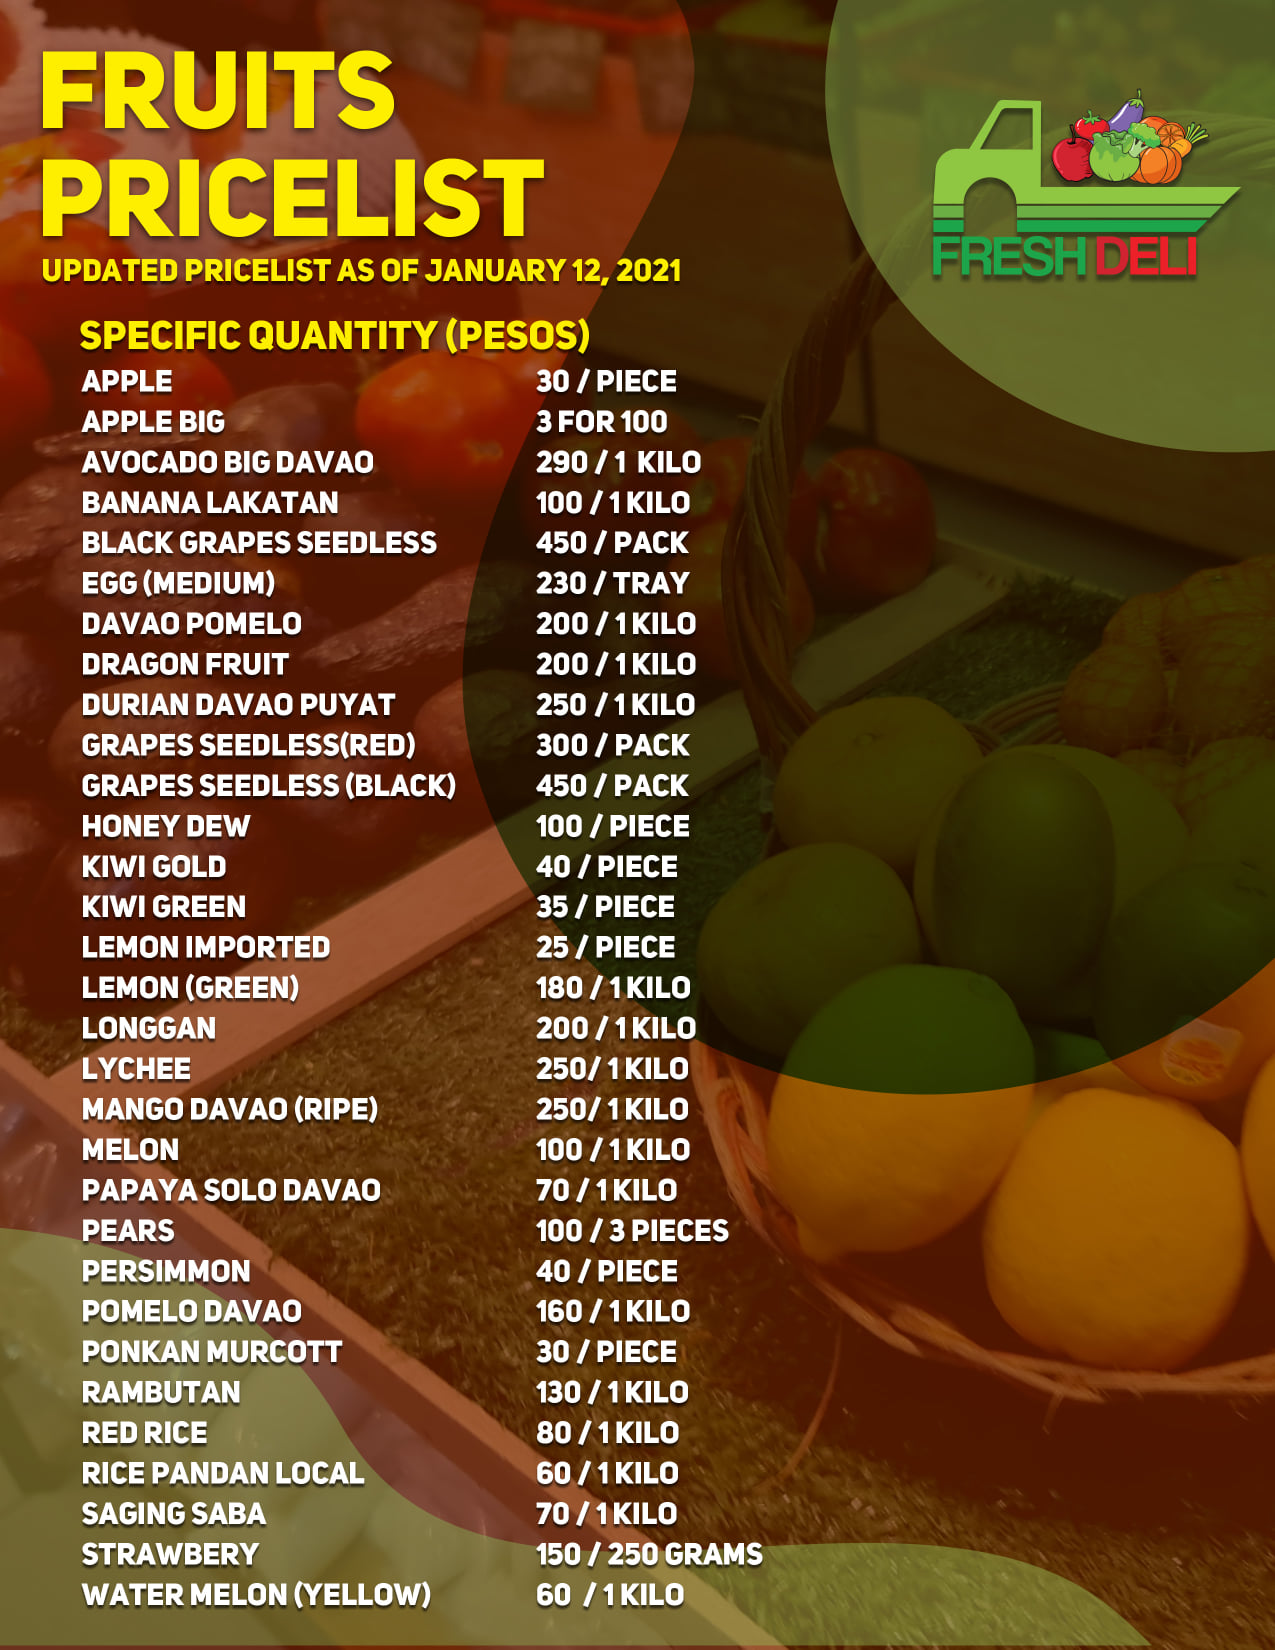 FRUITS
PRICELIST
UPDATED PRICELIST AS OF JANUARY 12, 2021
FRESH DELI
SPECIFIC QUANTITY (PESOS)
APPLE 30 / PIECE
APPLE BIG 3 FOR 100
AVOCADO BIG DAVAO 290 / 1 KILO
BANANA LAKATAN 100 / 1 KILO
BLACK GRAPES SEEDLESS 450 / PACK
EGG (MEDIUM) 230 / TRAY
DAVAO POMELO 200 / 1 KILO
DRAGON FRUIT 200 / 1 KILO
DURIAN DAVAO PUYAT 250 / 1 KILO
GRAPES SEEDLESS(RED) 300 / PACK
GRAPES SEEDLESS (BLACK) 450 / PACK
HONEY DEW 100 / PIECE
KIWI GOLD 40 / PIECE
KIWI GREEN 35 / PIECE
LEMON IMPORTED 25 / PIECE
LEMON (GREEN) 180 / 1 KILO
LONGGAN 200 / 1 KILO
LYCHEE 250/ 1 KILO
MANGO DAVAO (RIPE) 250/ 1 KILO
MELON 100 / 1 KILO
PAPAYA SOLO DAVAO 70 / 1 KILO
PEARS 100 / 3 PIECES
PERSIMMON 40 / PIECE
POMELO DAVAO 160 / 1 KILO
PONKAN MURCOTT 30 / PIECE
RAMBUTAN 130 / 1 KILO
RED RICE 80 / 1 KILO
RICE PANDAN LOCAL 60 / 1 KILO
SAGING SABA 70 / 1 KILO
STRAWBERY 150 / 250 GRAMS
WATER MELON (YELLOW) 60 / 1 KILO